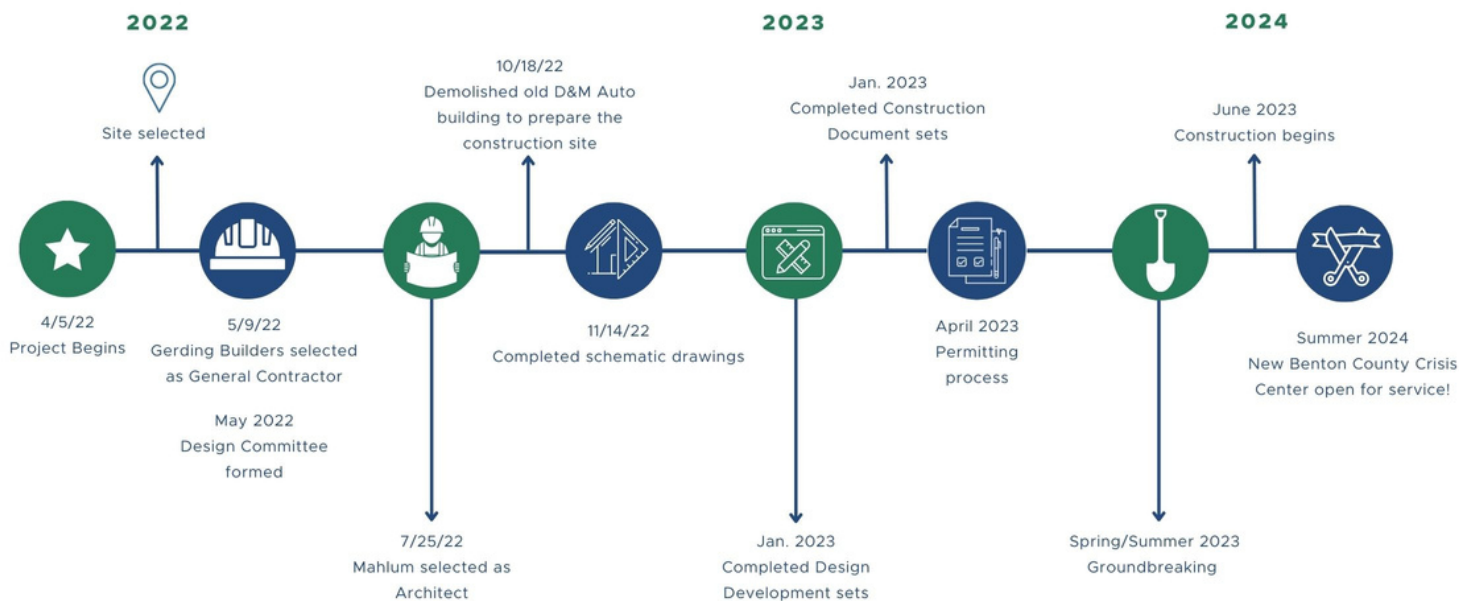 2022
2023
2024
Site selected
10/18/22
Demolished old D&M Auto
building to prepare the
construction site
Jan. 2023
Completed Construction
Document sets
June 2023
Construction begins
4/5/22
Project Begins
5/9/22
Gerding Builders selected
as General Contractor
May 2022
Design Committee
formed
7/25/22
Mahlum selected as
Architect
11/14/22
Completed schematic drawings
Jan. 2023
Completed Design
Development sets
April 2023
Permitting
process
Spring/Summer 2023
Groundbreaking
Summer 2024
New Benton County Crisis
Center open for service!